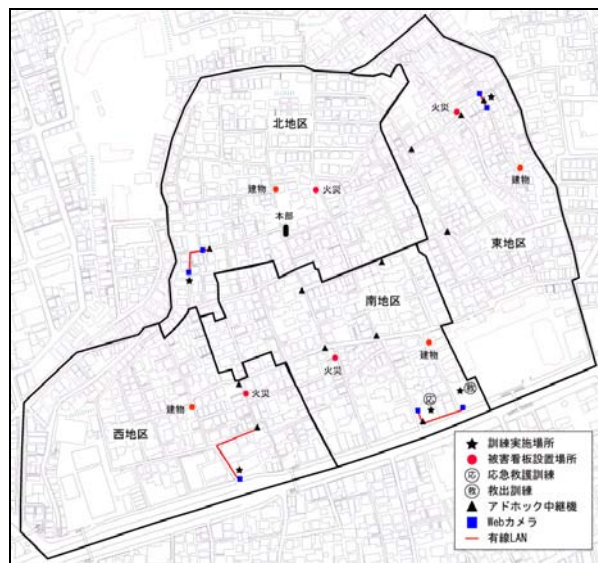 北地区
火災
建物
建物
火災
本部
東地区
南地区
建物
火災
火災
建物
西地区
応
救
★ 訓練実施場所
● 被害看板設置場所
応 応急救護訓練
救 救出訓練
▲ アドホック中継機
■ Webカメラ
― 有線LAN